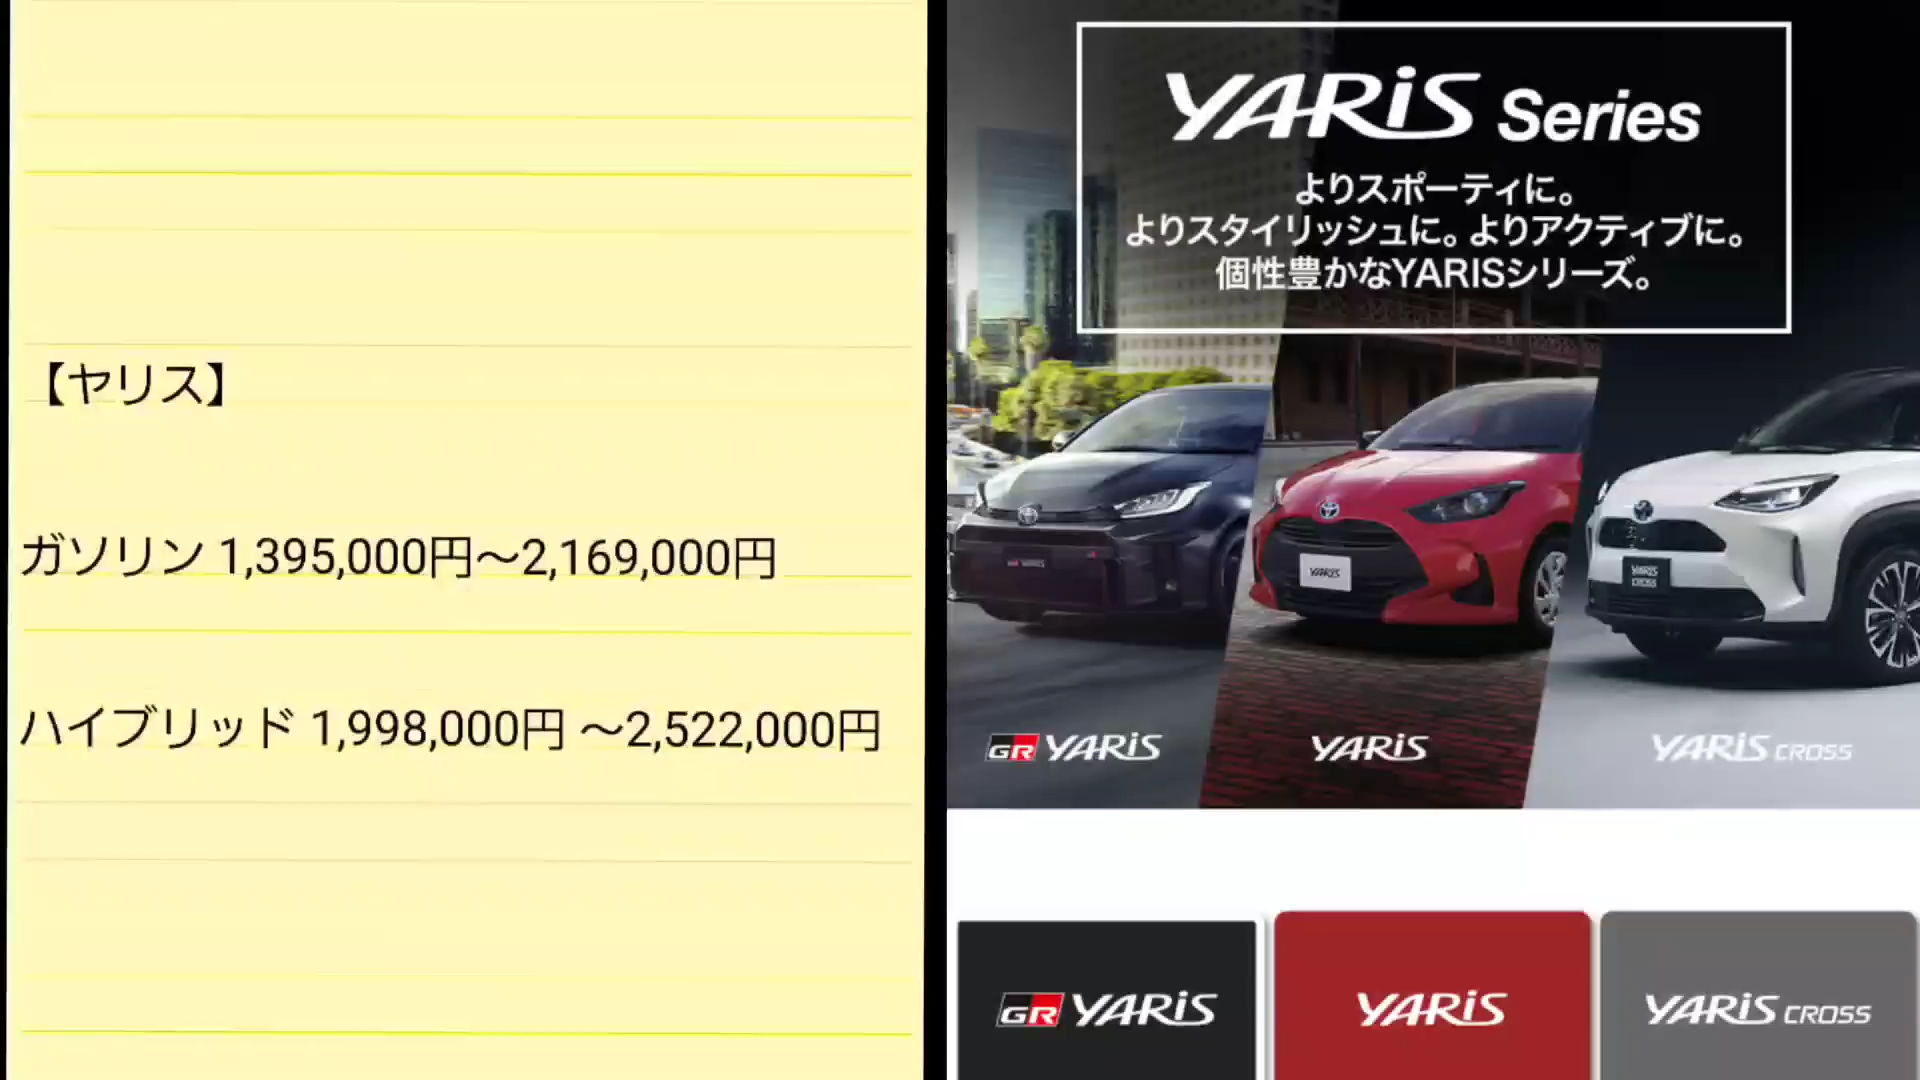 【ヤリス】
ガソリン 1,395,000円〜2,169,000円
ハイブリッド 1,998,000円 〜2,522,000円
YARiS Series
よりスポーティに。
よりスタイリッシュに。よりアクティブに。
個性豊かなYARISシリーズ。
YARIS
YARIS CROSS
GR YARiS
YARiS
YARiS CROSS
GR YARiS
YARiS
YARiS CROSS